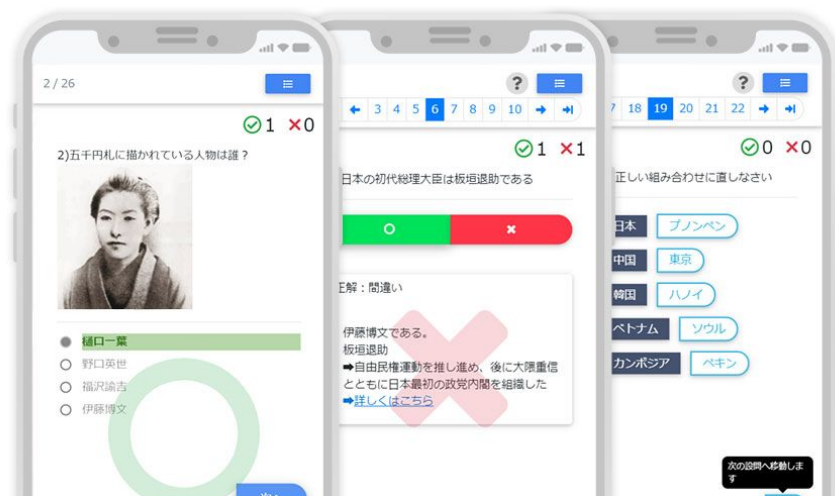 2 / 26
1 ×0
2)五千円札に描かれている人物は誰?
樋口一葉
野口英世
福沢諭吉
伊藤博文
?
3 4 5 6 7 8 9 10
1 ×1
日本の初代総理大臣は板垣退助である
正解:間違い
伊藤博文である。
板垣退助
➡自由民権運動を推し進め、後に大隈重信
とともに日本最初の政党内閣を組織した
➡詳しくはこちら
?
18 19 20 21 22
0 ×0
正しい組み合わせに直しなさい
日本 プノンペン
中国 東京
韓国 ハノイ
ベトナム ソウル
カンボジア ペキン
次の設問へ移動しま
す